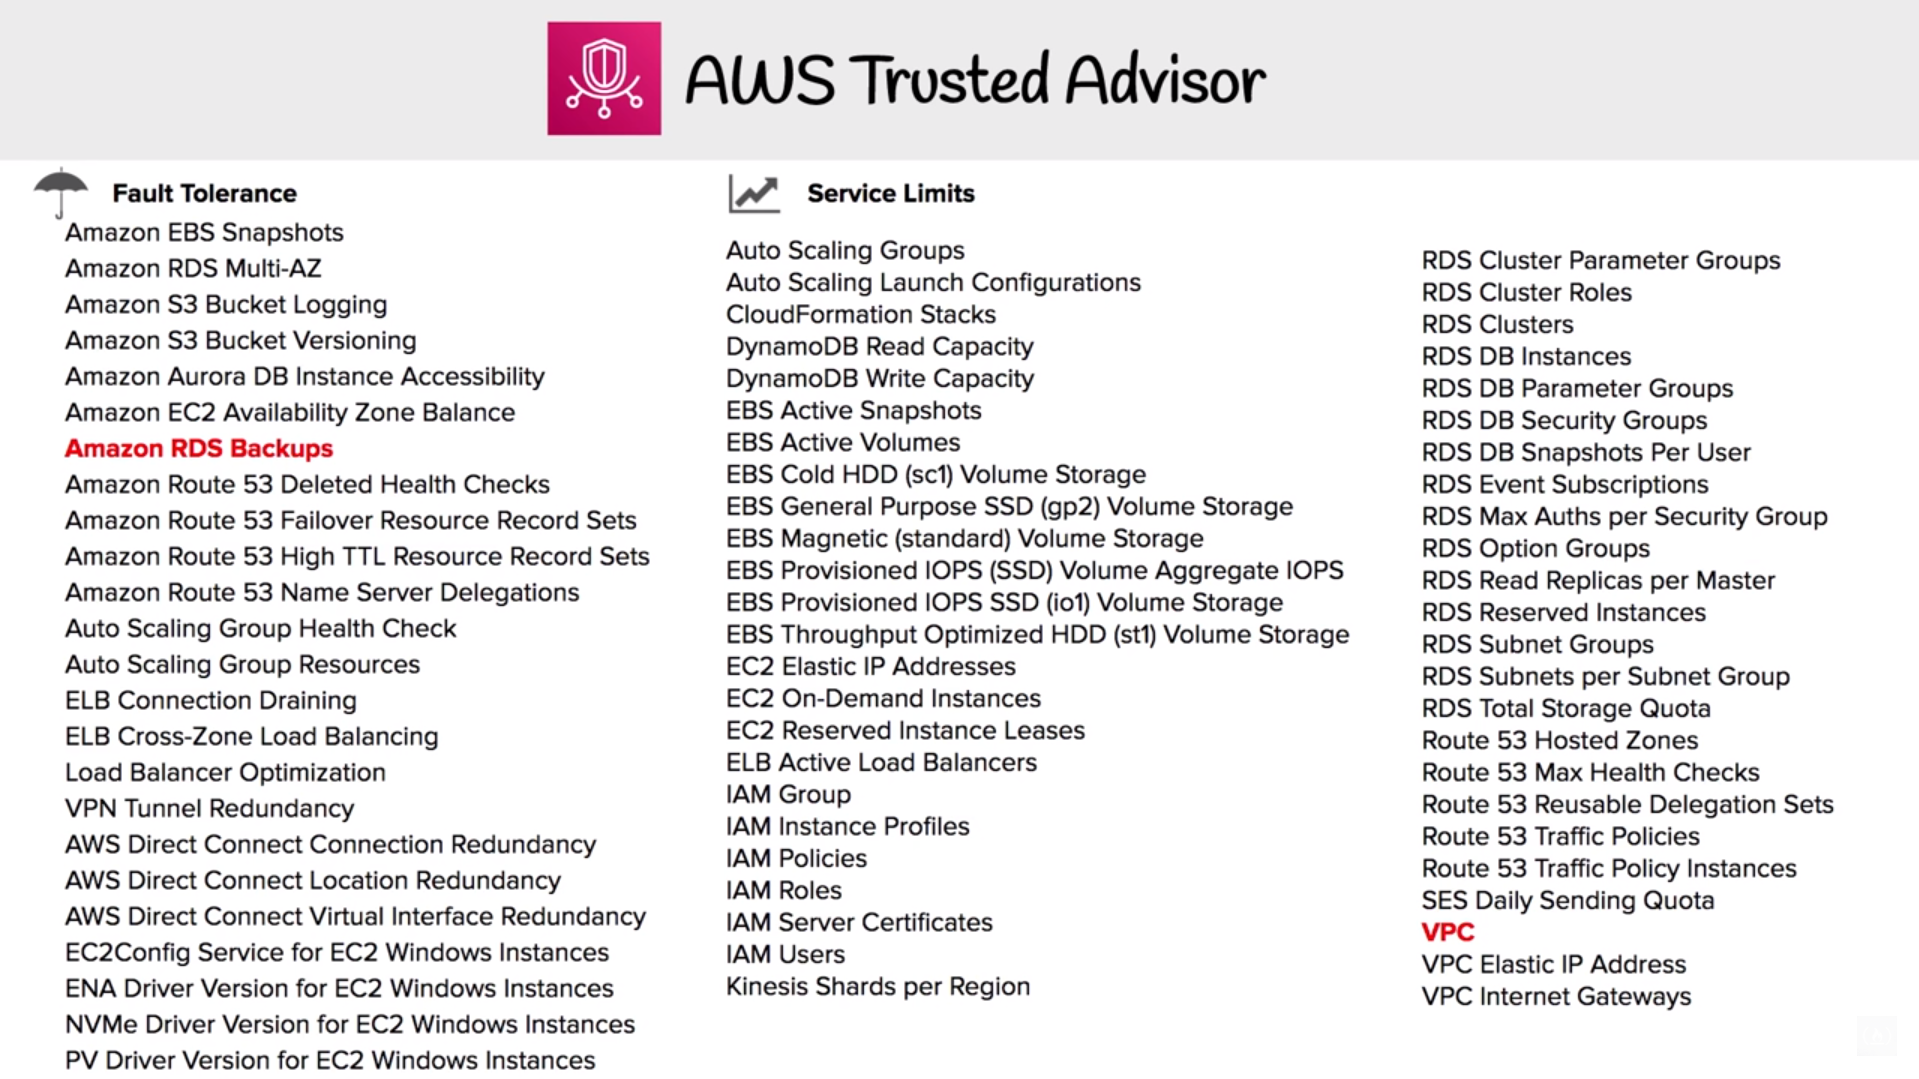 AWS Trusted Advisor
Fault Tolerance
Amazon EBS Snapshots
Amazon RDS Multi-AZ
Amazon S3 Bucket Logging
Amazon S3 Bucket Versioning
Amazon Aurora DB Instance Accessibility
Amazon EC2 Availability Zone Balance
Amazon RDS Backups
Amazon Route 53 Deleted Health Checks
Amazon Route 53 Failover Resource Record Sets
Amazon Route 53 High TTL Resource Record Sets
Amazon Route 53 Name Server Delegations
Auto Scaling Group Health Check
Auto Scaling Group Resources
ELB Connection Draining
ELB Cross-Zone Load Balancing
Load Balancer Optimization
VPN Tunnel Redundancy
AWS Direct Connect Connection Redundancy
AWS Direct Connect Location Redundancy
AWS Direct Connect Virtual Interface Redundancy
EC2Config Service for EC2 Windows Instances
ENA Driver Version for EC2 Windows Instances
NVMe Driver Version for EC2 Windows Instances
PV Driver Version for EC2 Windows Instances
Service Limits
Auto Scaling Groups
Auto Scaling Launch Configurations
CloudFormation Stacks
DynamoDB Read Capacity
DynamoDB Write Capacity
EBS Active Snapshots
EBS Active Volumes
EBS Cold HDD (sc1) Volume Storage
EBS General Purpose SSD (gp2) Volume Storage
EBS Magnetic (standard) Volume Storage
EBS Provisioned IOPS (SSD) Volume Aggregate IOPS
EBS Provisioned IOPS SSD (io1) Volume Storage
EBS Throughput Optimized HDD (st1) Volume Storage
EC2 Elastic IP Addresses
EC2 On-Demand Instances
EC2 Reserved Instance Leases
ELB Active Load Balancers
IAM Group
IAM Instance Profiles
IAM Policies
IAM Roles
IAM Server Certificates
IAM Users
Kinesis Shards per Region
RDS Cluster Parameter Groups
RDS Cluster Roles
RDS Clusters
RDS DB Instances
RDS DB Parameter Groups
RDS DB Security Groups
RDS DB Snapshots Per User
RDS Event Subscriptions
RDS Max Auths per Security Group
RDS Option Groups
RDS Read Replicas per Master
RDS Reserved Instances
RDS Subnet Groups
RDS Subnets per Subnet Group
RDS Total Storage Quota
Route 53 Hosted Zones
Route 53 Max Health Checks
Route 53 Reusable Delegation Sets
Route 53 Traffic Policies
Route 53 Traffic Policy Instances
SES Daily Sending Quota
VPC
VPC Elastic IP Address
VPC Internet Gateways